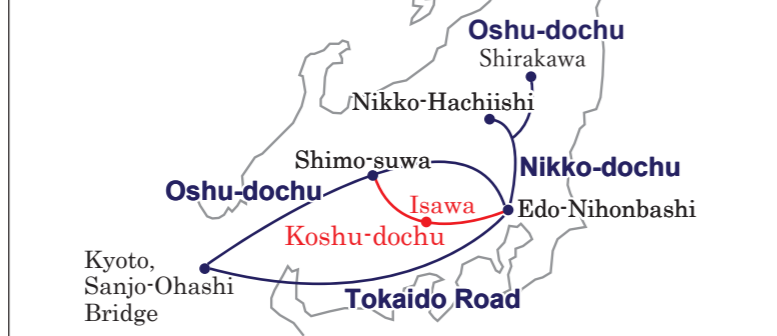 Oshu-dochu
Shirakawa
Nikko-Hachiishi
Shimo-suwa
Nikko-dochu
Oshu-dochu
Isawa
Edo-Nihonbashi
Koshu-dochu
Kyoto,
Sanjo-Ohashi
Bridge
Tokaido Road